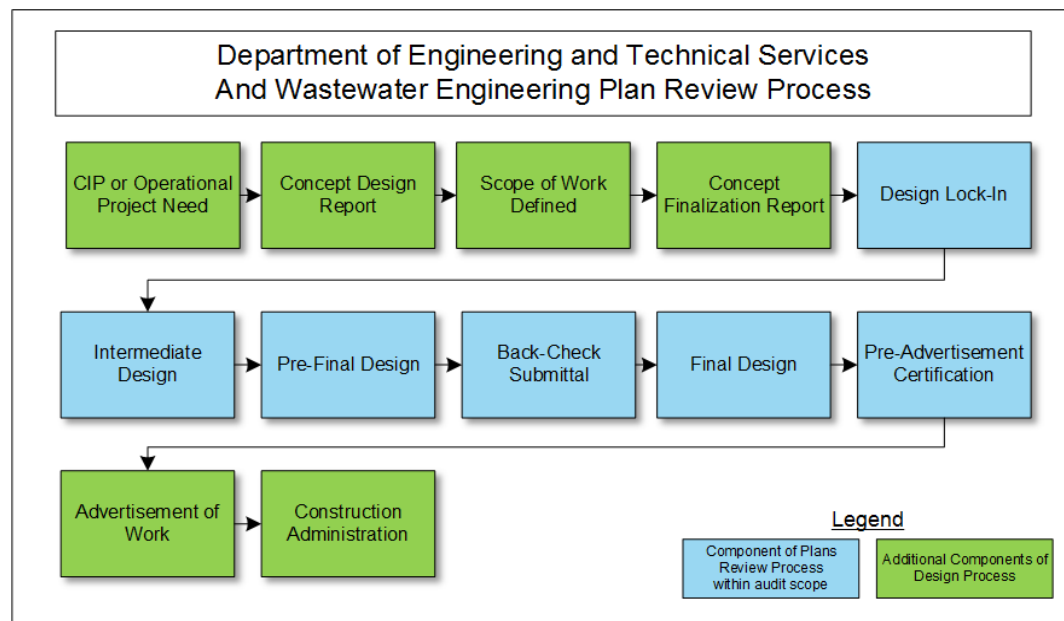 Department of Engineering and Technical Services
And Wastewater Engineering Plan Review Process
CIP or Operational
Project Need
Concept Design
Report
Scope of Work
Defined
Concept
Finalization Report
Design Lock-In
Intermediate
Design
Pre-Final Design
Back-Check
Submittal
Final Design
Pre-Advertisement
Certification
Advertisement of
Work
Construction
Administration
Legend
Component of Plans
Review Process
within audit scope
Additional Components of
Design Process